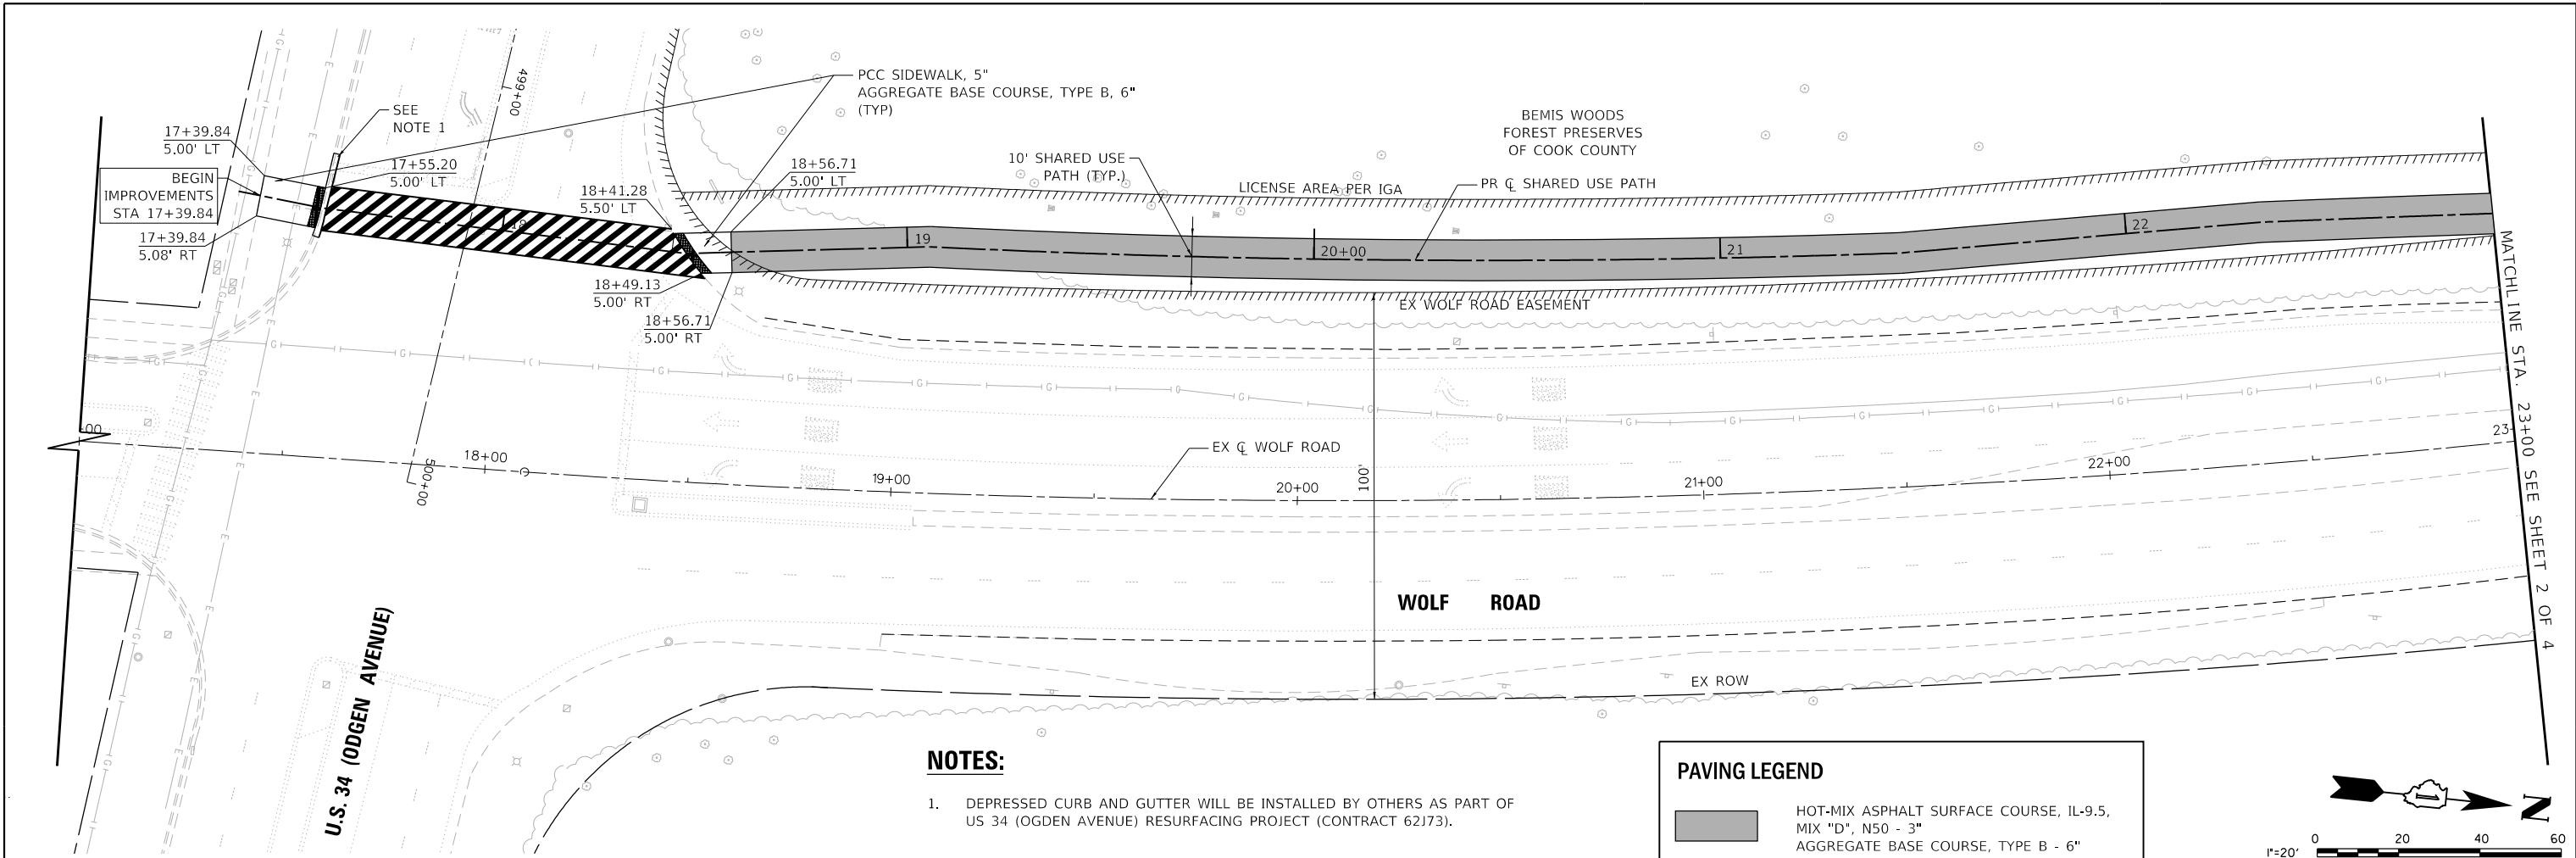 PCC SIDEWALK, 5"
AGGREGATE BASE COURSE, TYPE B, 6"
(TYP)
SEE
NOTE 1
499+00
17+39.84
5.00' LT
BEGIN
IMPROVEMENTS
STA 17+39.84
17+39.84
5.08' RT
17+55.20
5.00' LT
18
18+41.28
5.50' LT
18+56.71
5.00' LT
18+49.13
5.00' RT
18+56.71
5.00' RT
10' SHARED USE
PATH (TYP.)
BEMIS WOODS
FOREST PRESERVES
OF COOK COUNTY
LICENSE AREA PER IGA
PR ℄ SHARED USE PATH
19
20+00
21
22
EX WOLF ROAD EASEMENT
MATCHLINE STA. 23+00 SEE SHEET 2 OF 4
00
18+00
500+00
19+00
EX ℄ WOLF ROAD
20+00
100'
21+00
22+00
23
WOLF ROAD
EX ROW
U.S. 34 (ODGEN AVENUE)
NOTES:
1. DEPRESSED CURB AND GUTTER WILL BE INSTALLED BY OTHERS AS PART OF
US 34 (OGDEN AVENUE) RESURFACING PROJECT (CONTRACT 62J73).
PAVING LEGEND
HOT-MIX ASPHALT SURFACE COURSE, IL-9.5,
MIX "D", N50 - 3"
AGGREGATE BASE COURSE, TYPE B - 6"
N
0 20 40 60
1"=20'